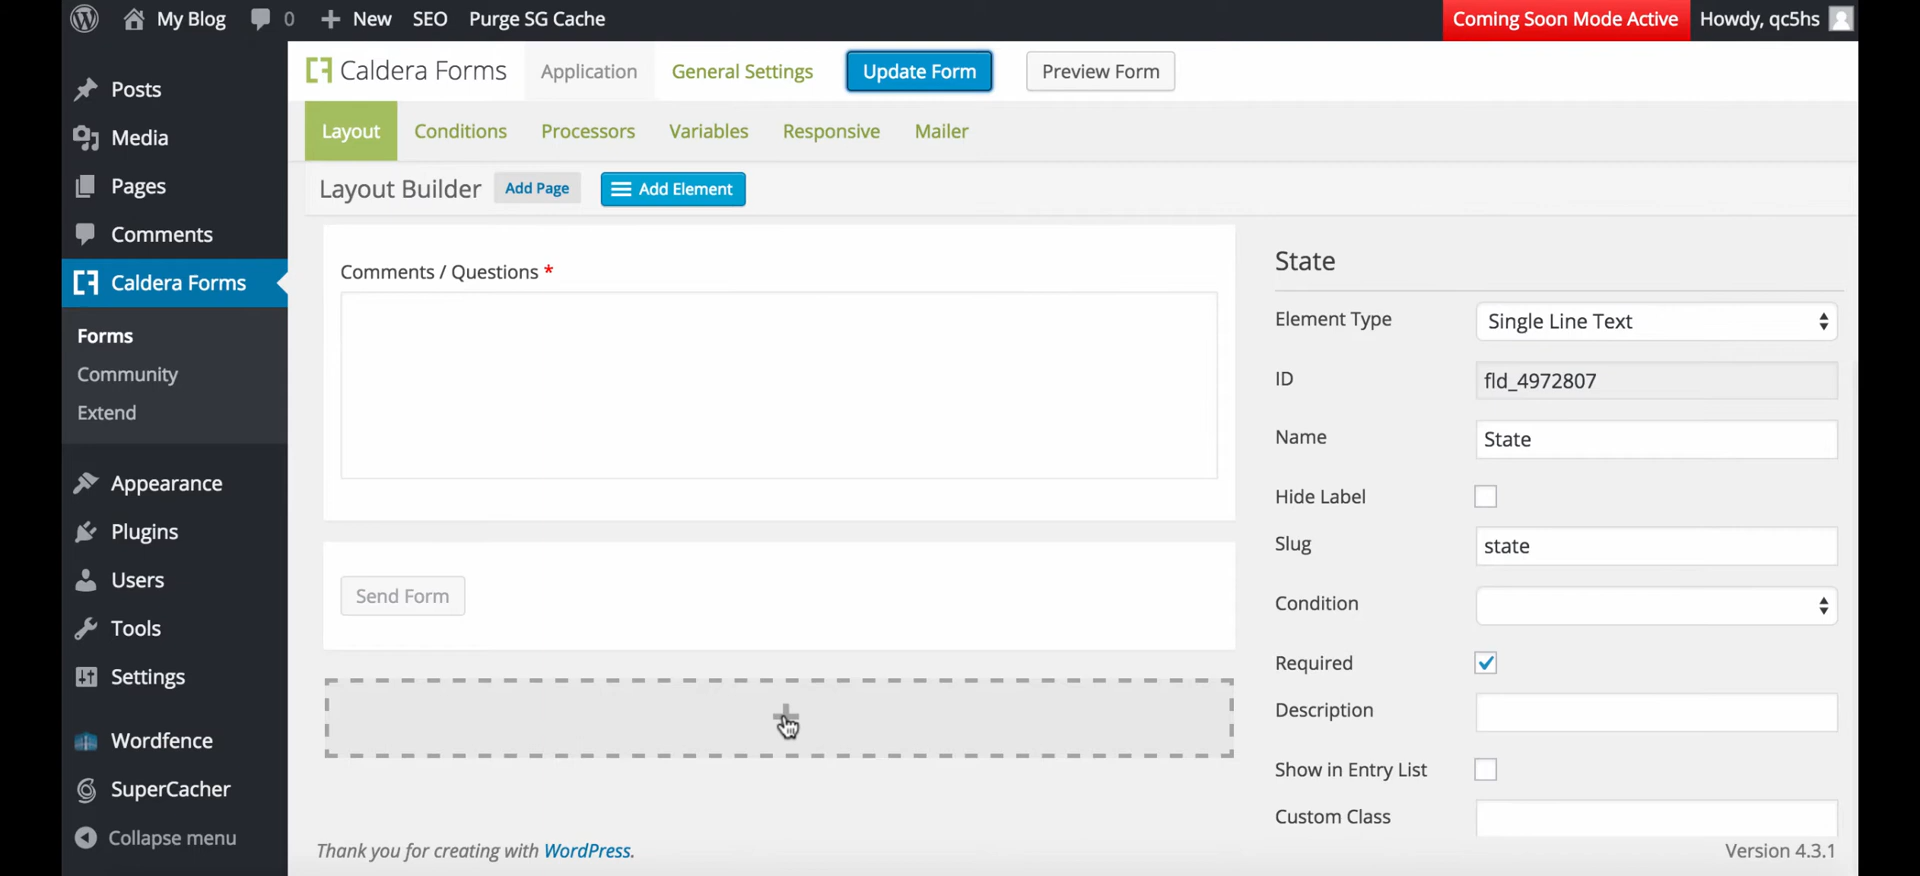 My Blog 0 New SEO Purge SG Cache Coming Soon Mode Active Howdy, qc5hs
Caldera Forms Application General Settings Update Form Preview Form
Layout Conditions Processors Variables Responsive Mailer
Layout Builder Add Page Add Element
Posts
Media
Pages
Comments
Caldera Forms
Forms
Community
Extend
Appearance
Plugins
Users
Tools
Settings
Wordfence
SuperCacher
Collapse menu
Comments / Questions *
Send Form
State
Element Type Single Line Text
ID fld_4972807
Name State
Hide Label
Slug state
Condition
Required
Description
Show in Entry List
Custom Class
Thank you for creating with WordPress. Version 4.3.1